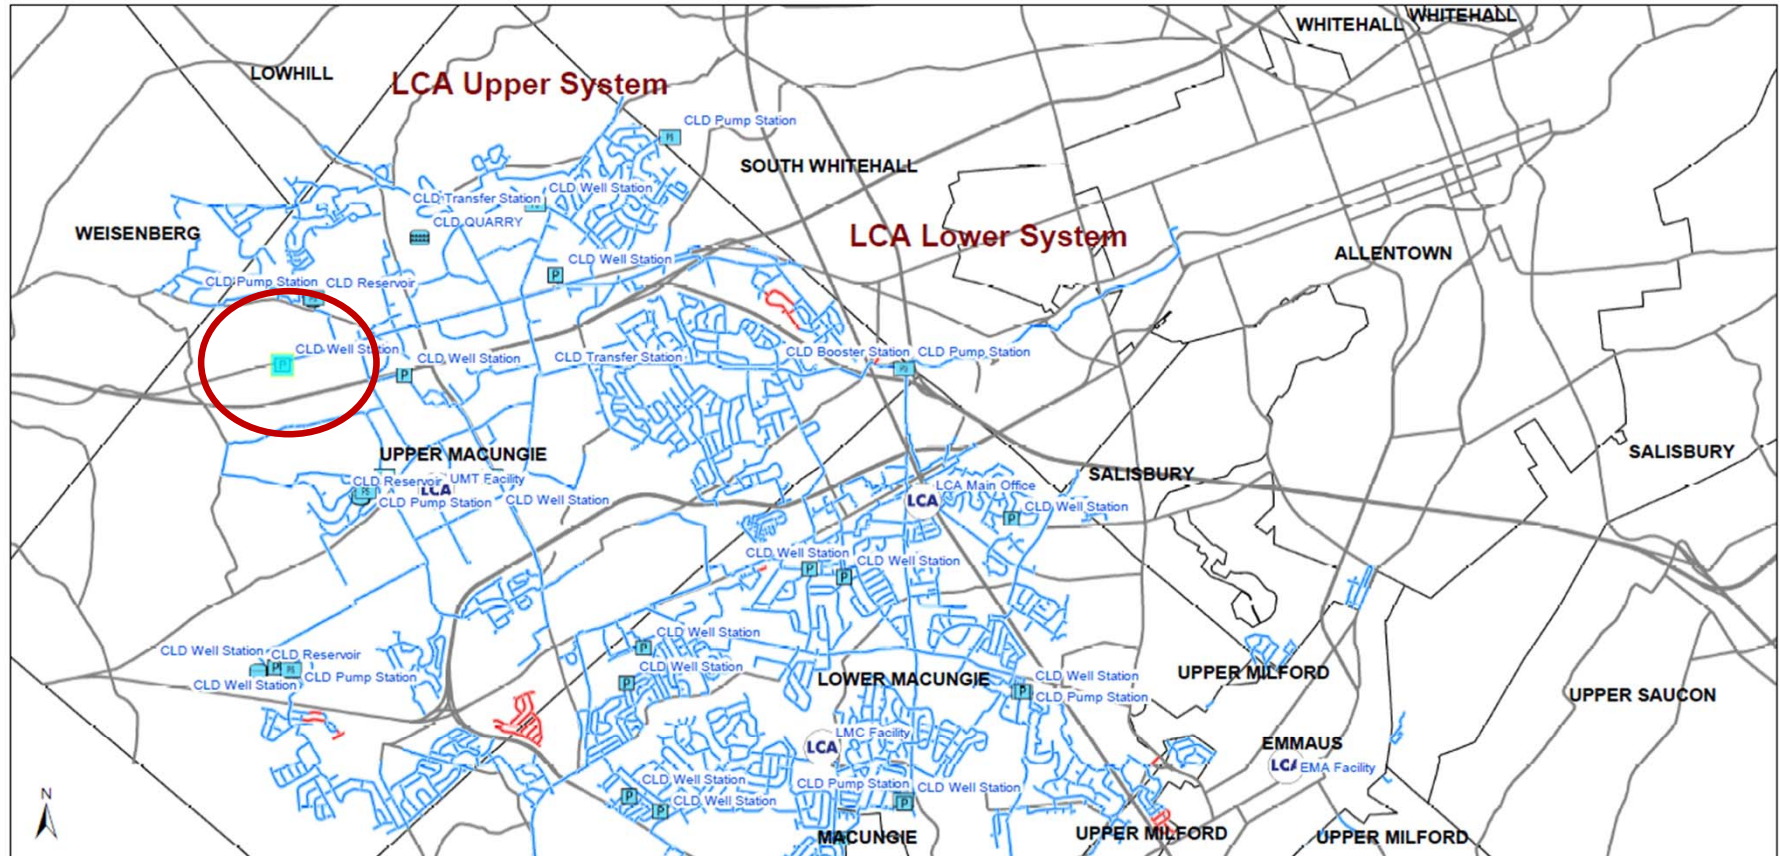 WHITEHALL
WHITEHALL
LOWHILL
LCA Upper System
CLD Pump Station
SOUTH WHITEHALL
CLD Well Station
CLD Transfer Station
CLD QUARRY
WEISENBERG
LCA Lower System
ALLENTOWN
CLD Well Station
P
CLD Pump Station
CLD Reservoir
CLD Well Station
P
CLD Well Station
P
CLD Transfer Station
CLD Booster Station
CLD Pump Station
PS
UPPER MACUNGIE
SALISBURY
SALISBURY
CLD Reservoir
LCA
UMT Facility
PS
CLD Pump Station
CLD Well Station
LCA Main Office
LCA
CLD Well Station
P
CLD Well Station
P
CLD Well Station
P
CLD Well Station
P
CLD Well Station
P
CLD Well Station
CLD Reservoir
P
PS
CLD Well Station
CLD Pump Station
LOWER MACUNGIE
CLD Well Station
P
CLD Pump Station
UPPER MILFORD
UPPER SAUCON
LMC Facility
LCA
EMMAUS
LCA
EMA Facility
CLD Well Station
P
CLD Well Station
P
CLD Pump Station
CLD Well Station
P
N
MACUNGIE
UPPER MILFORD
UPPER MILFORD